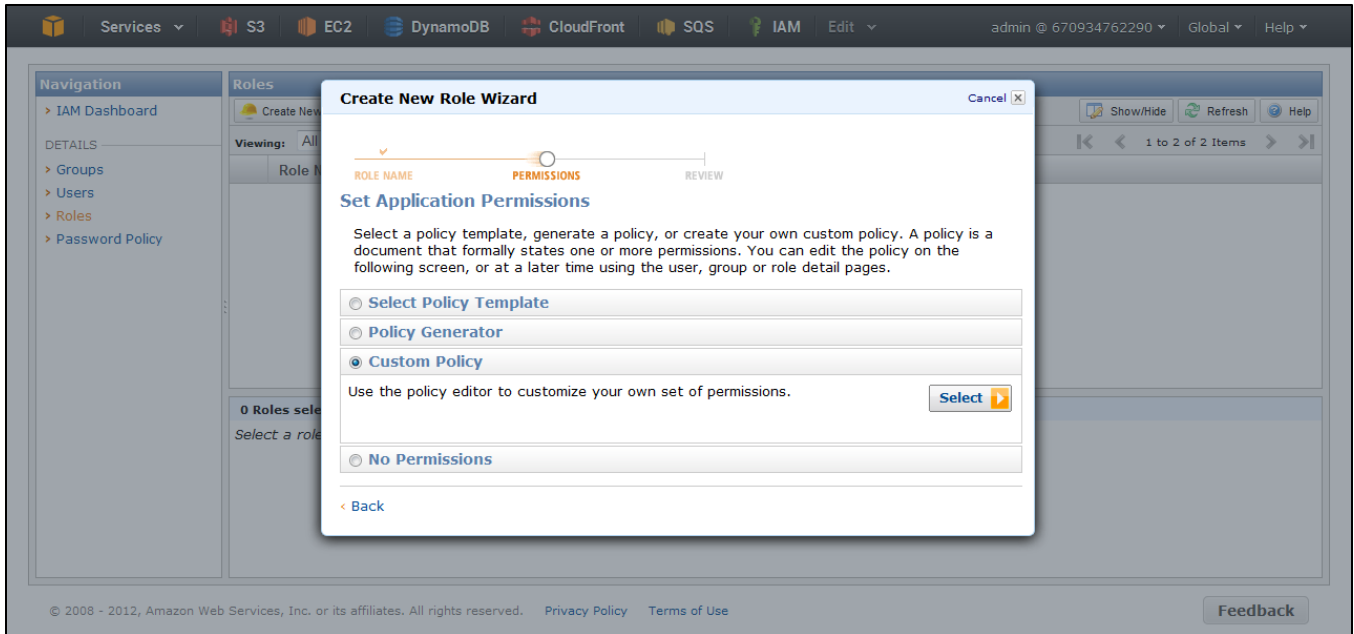 Services S3 EC2 DynamoDB CloudFront SQS IAM Edit admin @ 670934762290 Global Help
Navigation
IAM Dashboard
DETAILS
Groups
Users
Roles
Password Policy
Roles
Create New
Show/Hide Refresh Help
Viewing: All
1 to 2 of 2 Items
Role N
0 Roles sele
Select a role
Create New Role Wizard
Cancel
ROLE NAME PERMISSIONS REVIEW
Set Application Permissions
Select a policy template, generate a policy, or create your own custom policy. A policy is a
document that formally states one or more permissions. You can edit the policy on the
following screen, or at a later time using the user, group or role detail pages.
Select Policy Template
Policy Generator
Custom Policy
Use the policy editor to customize your own set of permissions.
Select
No Permissions
‹ Back
© 2008 - 2012, Amazon Web Services, Inc. or its affiliates. All rights reserved. Privacy Policy Terms of Use
Feedback